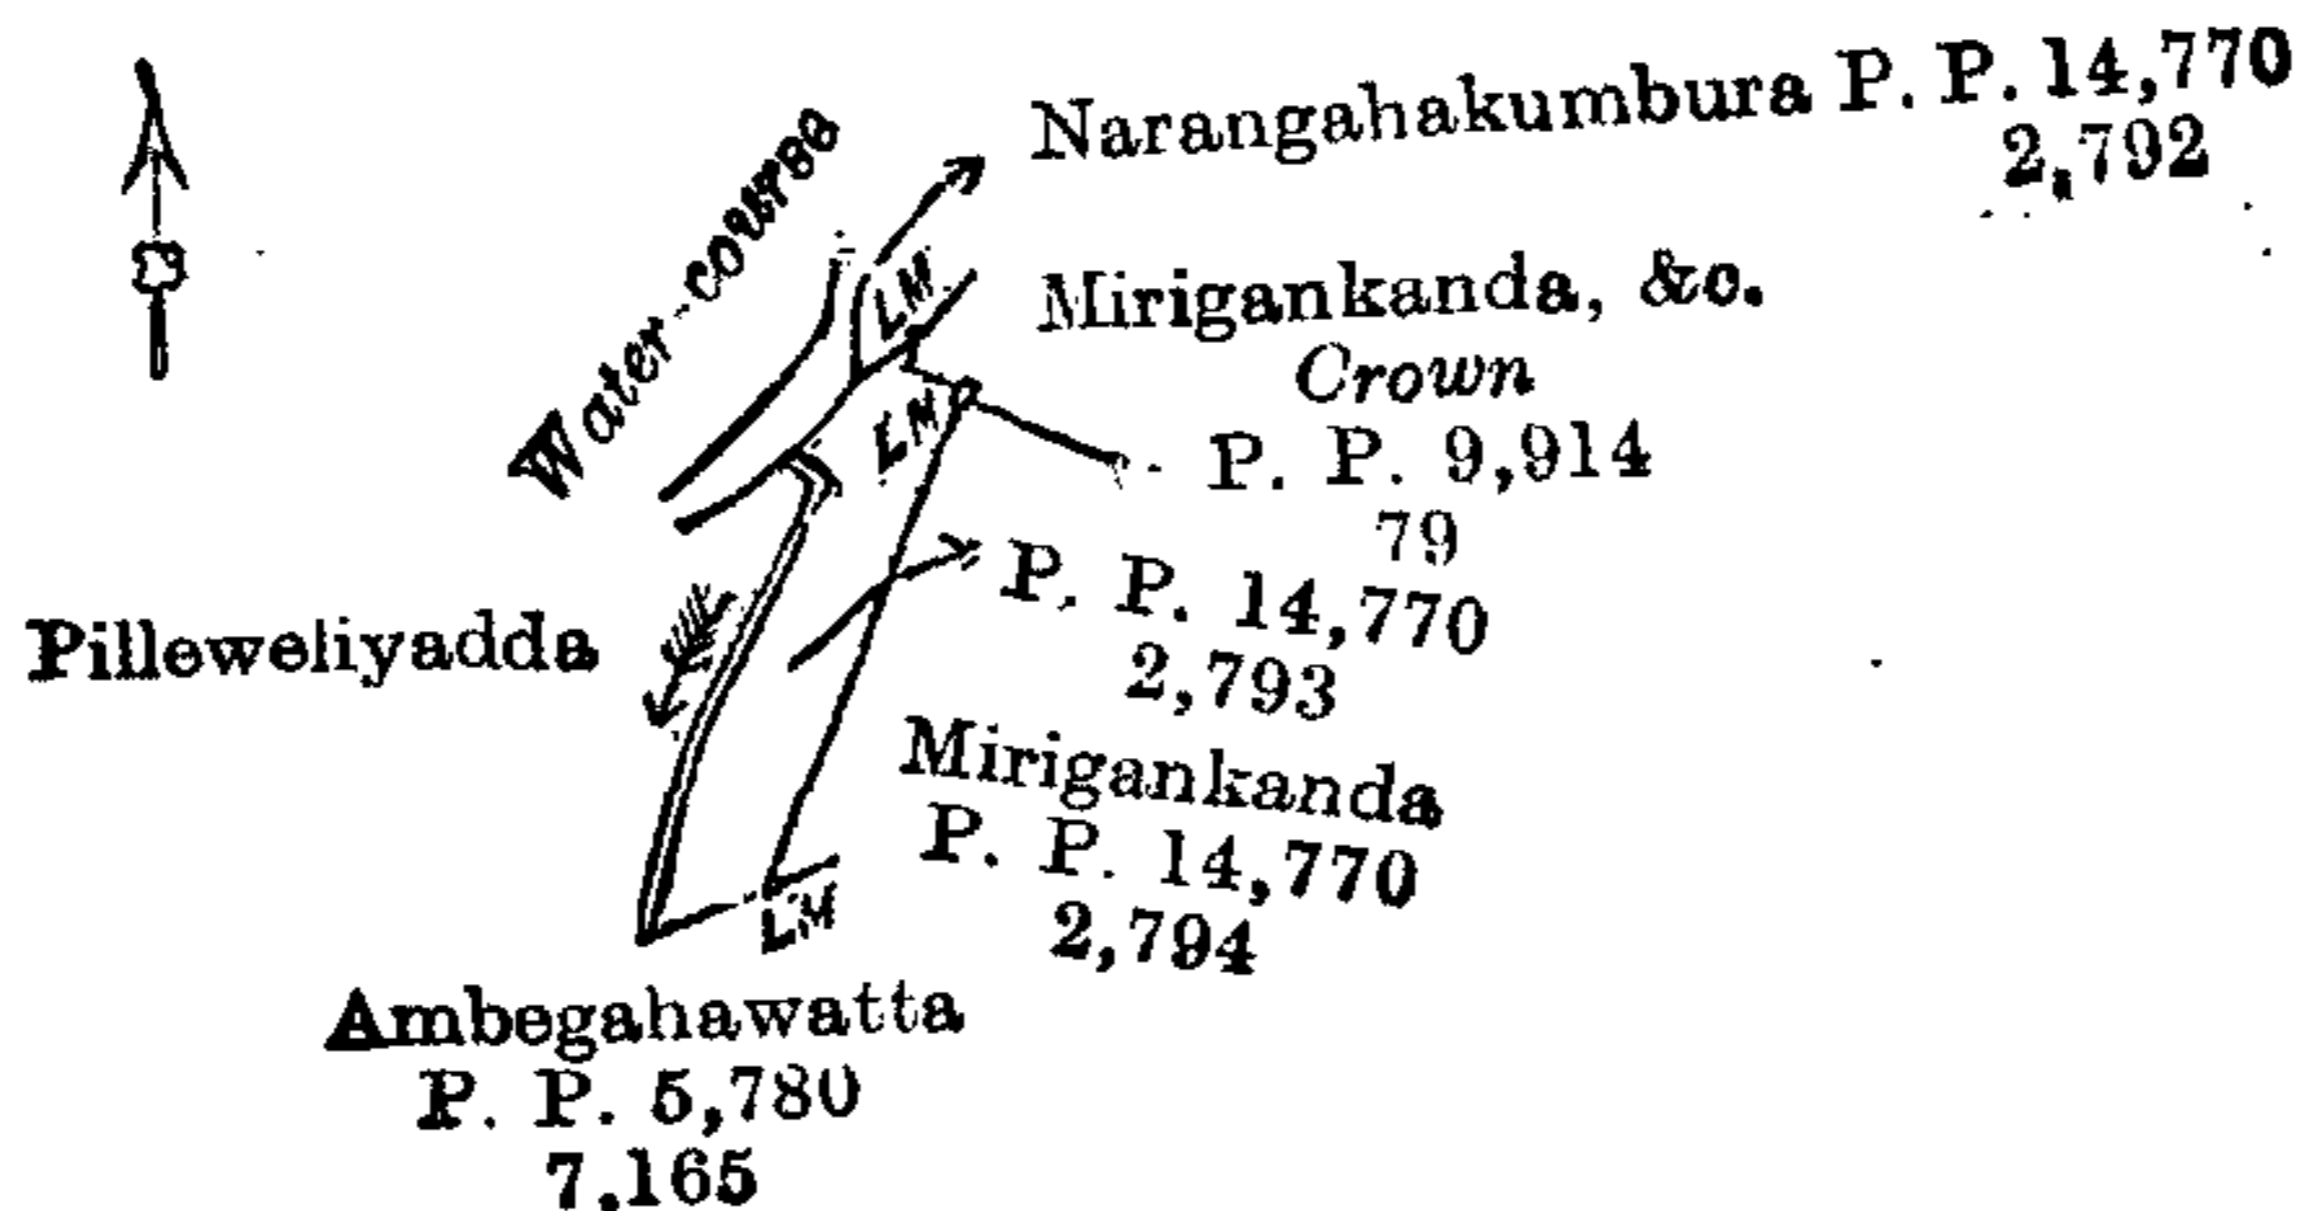 Narangahakumbura P. P. 14,770
2,792
Water-course
LM
Mirigankanda, &c.
Crown
LM
P. P. 9,914
79
P. P. 14,770
2,793
Pilleweliyadda
Mirigankanda
P. P. 14,770
2,794
LM
Ambegahawatta
P. P. 5,780
7,165